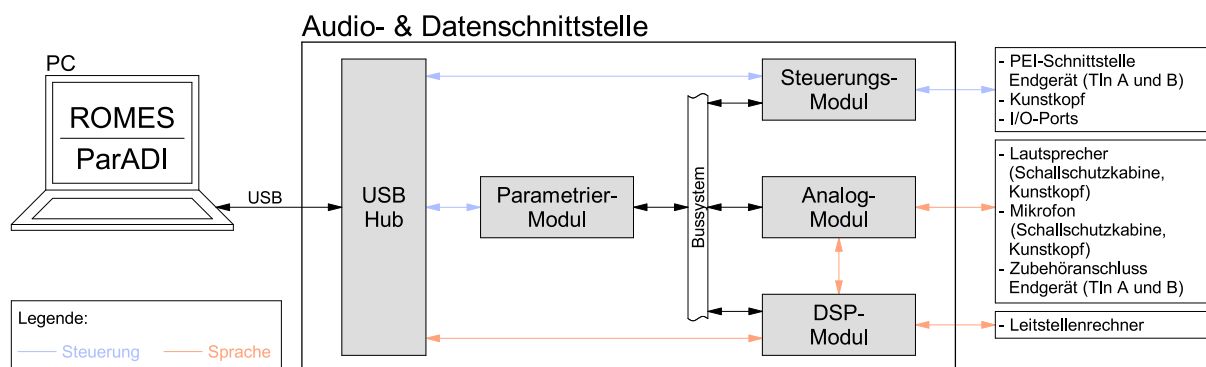 Audio- & Datenschnittstelle
PC
ROMES
ParADI
USB
USB
Hub
Parametrier-
Modul
Bussystem
Steuerungs-
Modul
Analog-
Modul
DSP-
Modul
- PEI-Schnittstelle
Endgerät (Tln A und B)
- Kunstkopf
- I/O-Ports
- Lautsprecher
(Schallschutzkabine,
Kunstkopf)
- Mikrofon
(Schallschutzkabine,
Kunstkopf)
- Zubehöranschluss
Endgerät (Tln A und B)
- Leitstellenrechner
Legende:
Steuerung
Sprache